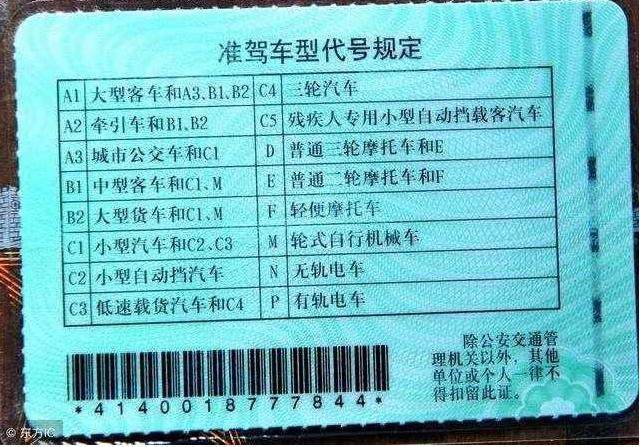 准驾车型代号规定
A1 大型客车和A3、B1、B2 C4 三轮汽车
A2 牵引车和B1、B2 C5 残疾人专用小型自动挡载客汽车
A3 城市公交车和C1 D 普通三轮摩托车和E
B1 中型客车和C1、M E 普通二轮摩托车和F
B2 大型货车和C1、M F 轻便摩托车
C1 小型汽车和C2、C3 M 轮式自行机械车
C2 小型自动挡汽车 N 无轨电车
C3 低速载货汽车和C4 P 有轨电车
除公安交通管
理机关以外，其他
单位或个人一律不
得扣留此证。
*4140018777844*
© 东方IC